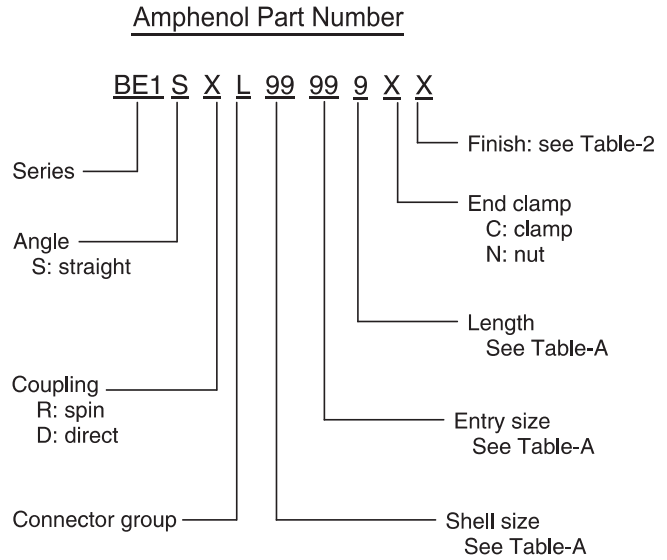 Amphenol Part Number
BE1 S X L 99 99 9 X X
Finish: see Table-2
Series
End clamp
C: clamp
N: nut
Angle
S: straight
Length
See Table-A
Coupling
R: spin
D: direct
Entry size
See Table-A
Connector group
Shell size
See Table-A